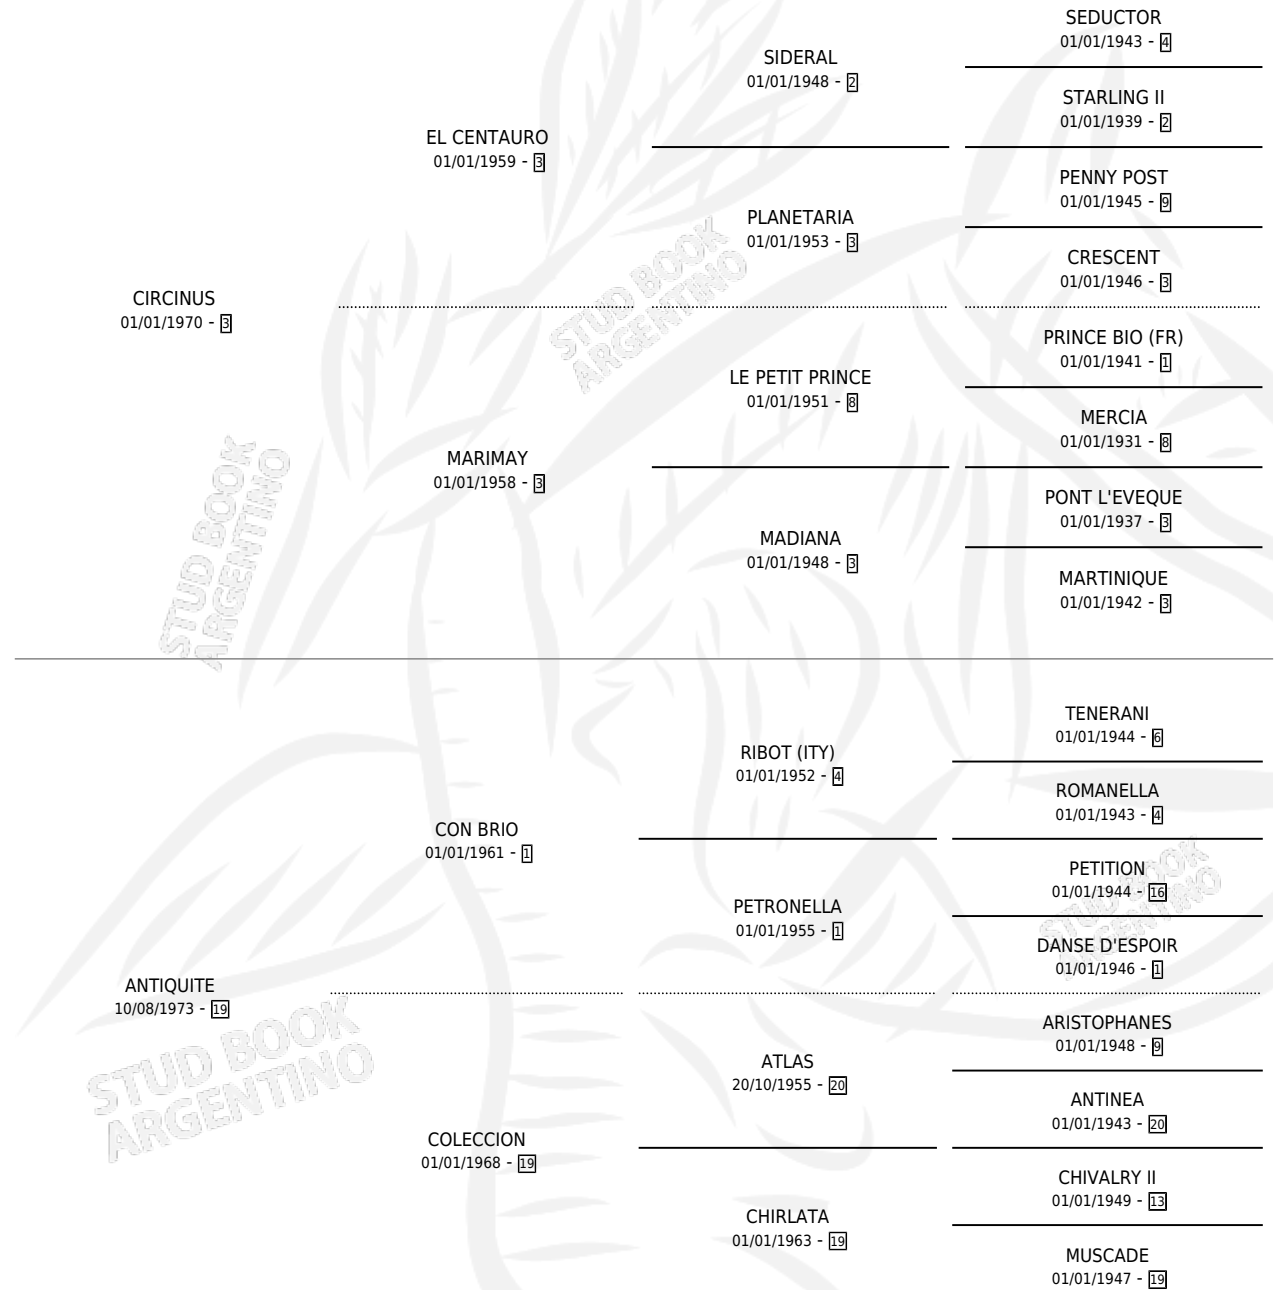 SEDUCTOR
01/01/1943 - 4
SIDERAL
01/01/1948 - 2
STARLING II
01/01/1939 - 2
EL CENTAURO
01/01/1959 - 3
PENNY POST
01/01/1945 - 9
PLANETARIA
01/01/1953 - 3
CRESCENT
01/01/1946 - 3
CIRCINUS
01/01/1970 - 3
PRINCE BIO (FR)
01/01/1941 - 1
LE PETIT PRINCE
01/01/1951 - 8
MERCIA
01/01/1931 - 8
MARIMAY
01/01/1958 - 3
PONT L'EVEQUE
01/01/1937 - 3
MADIANA
01/01/1948 - 3
MARTINIQUE
01/01/1942 - 3
TENERANI
01/01/1944 - 6
RIBOT (ITY)
01/01/1952 - 4
ROMANELLA
01/01/1943 - 4
CON BRIO
01/01/1961 - 1
PETITION
01/01/1944 - 16
PETRONELLA
01/01/1955 - 1
DANSE D'ESPOIR
01/01/1946 - 1
ANTIQUITE
10/08/1973 - 19
ARISTOPHANES
01/01/1948 - 9
ATLAS
20/10/1955 - 20
ANTINEA
01/01/1943 - 20
COLECCION
01/01/1968 - 19
CHIVALRY II
01/01/1949 - 13
CHIRLATA
01/01/1963 - 19
MUSCADE
01/01/1947 - 19
STUD BOOK
ARGENTINO
STUD BOOK
ARGENTINO
STUD BOOK
ARGENTINO
STUD BOOK
ARGENTINO